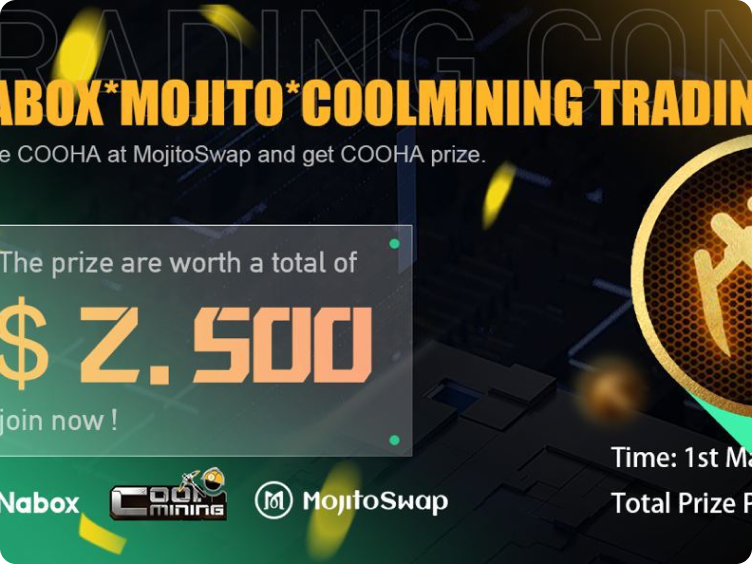 RADING CON
ABOX*MOJITO*COOLMINING TRADIN
e COOHA at MojitoSwap and get COOHA prize.
The prize are worth a total of
$ 2.500
join now !
Nabox
COOL MINING
MojitoSwap
Time: 1st Ma
Total Prize P